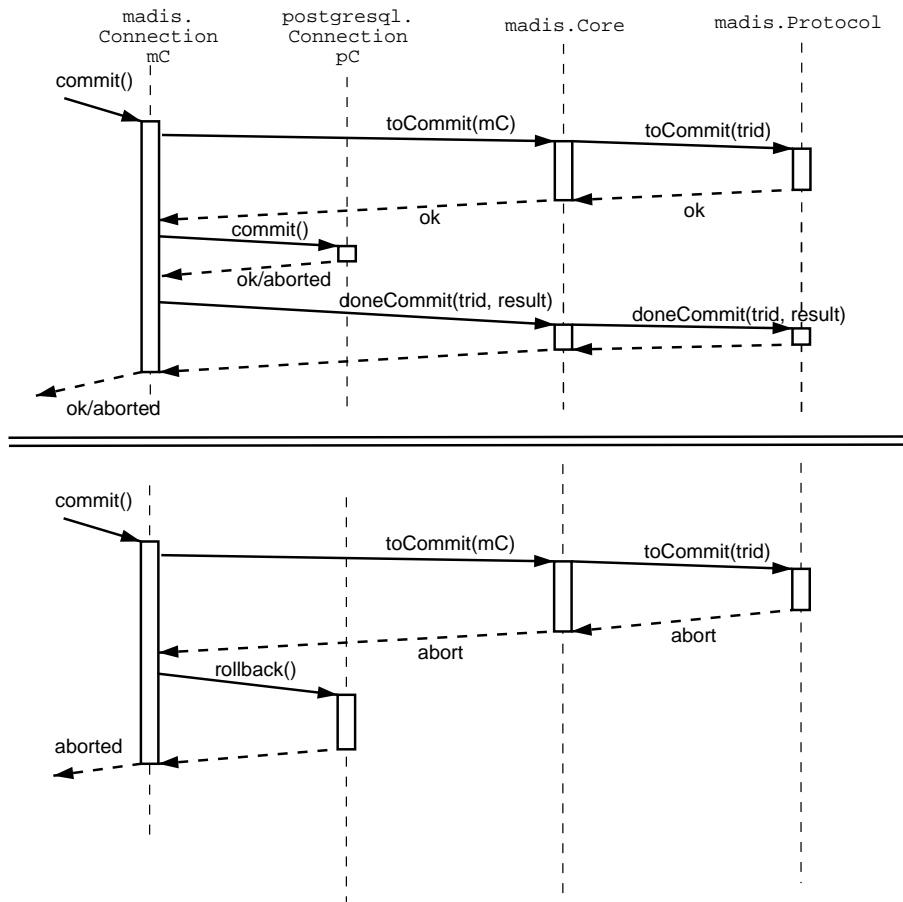 madis.
Connection
mC
postgresql.
Connection
pC
madis.Core
madis.Protocol
commit()
toCommit(mC)
toCommit(trid)
ok
ok
commit()
ok/aborted
doneCommit(trid, result)
doneCommit(trid, result)
ok/aborted
commit()
toCommit(mC)
toCommit(trid)
abort
abort
rollback()
aborted